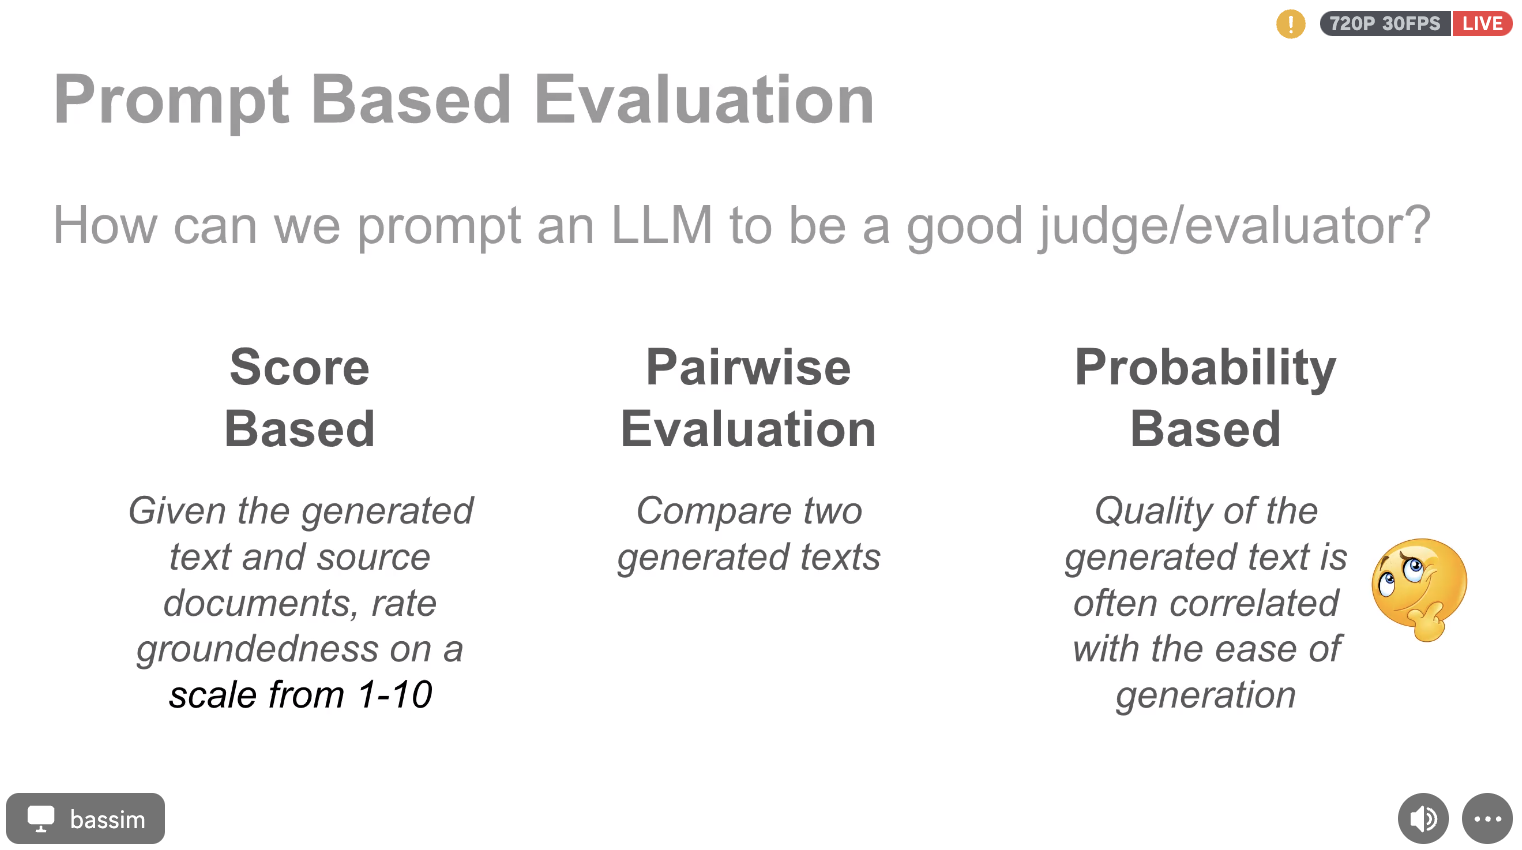 720P 30FPS LIVE
Prompt Based Evaluation
How can we prompt an LLM to be a good judge/evaluator?
Score
Based
Given the generated
text and source
documents, rate
groundedness on a
scale from 1-10
Pairwise
Evaluation
Compare two
generated texts
Probability
Based
Quality of the
generated text is
often correlated
with the ease of
generation
bassim